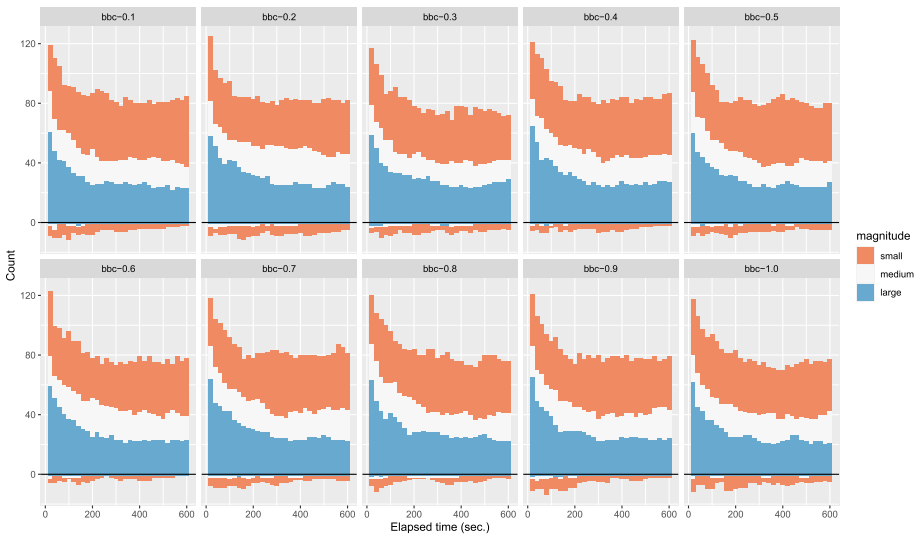 bbc−0.1 bbc−0.2 bbc−0.3 bbc−0.4 bbc−0.5
120
80
40
0
Count
bbc−0.6 bbc−0.7 bbc−0.8 bbc−0.9 bbc−1.0
120
80
40
0
0 200 400 600 0 200 400 600 0 200 400 600 0 200 400 600 0 200 400 600
Elapsed time (sec.)
magnitude
small
medium
large